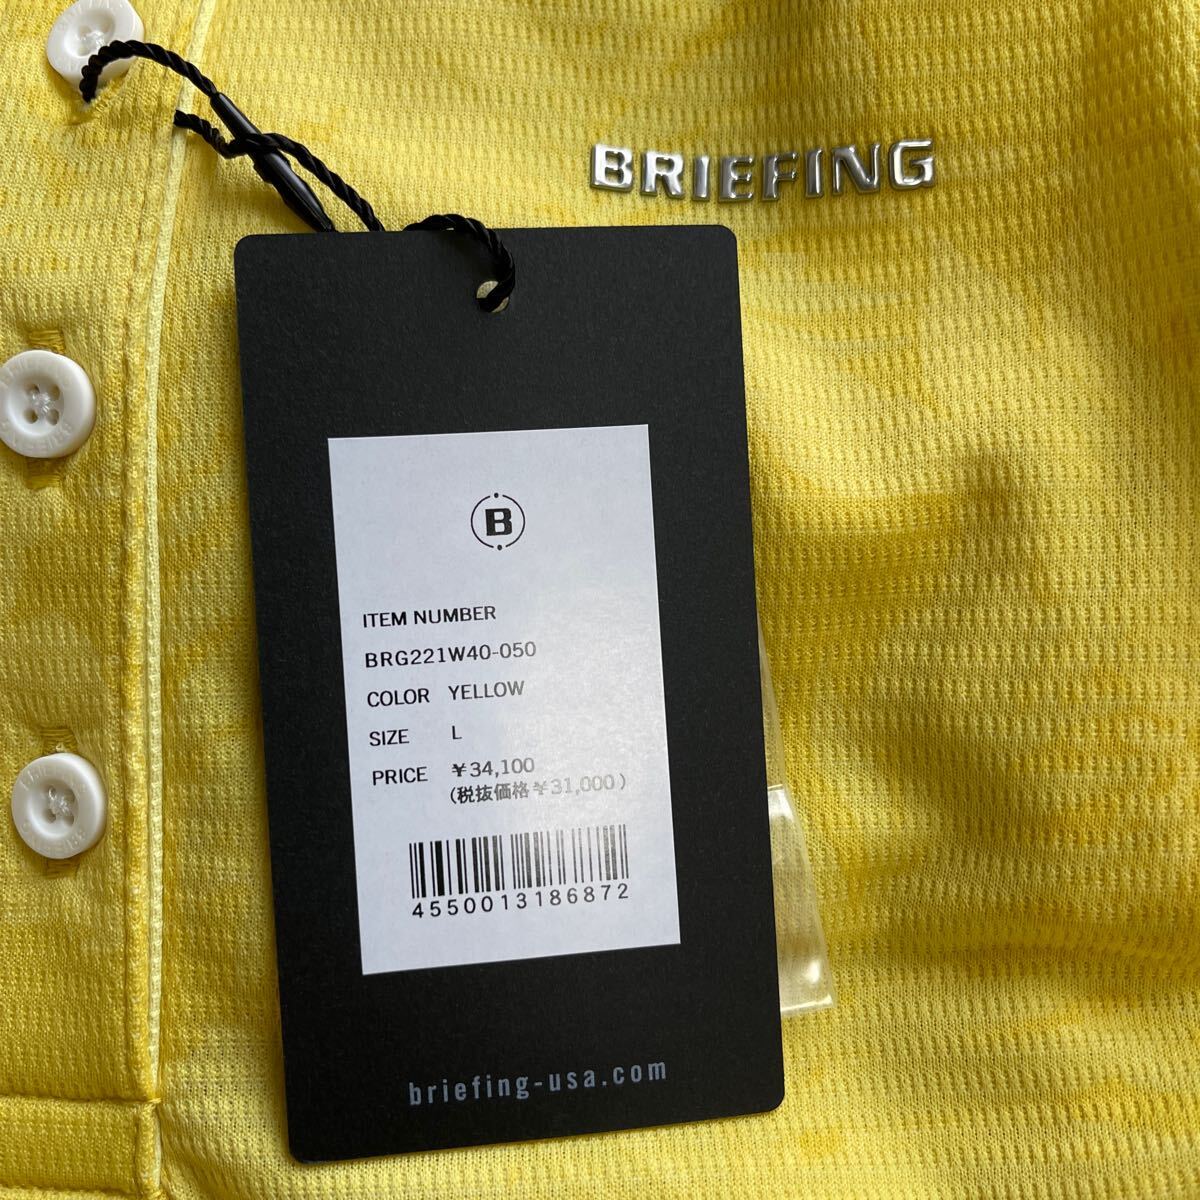 BRIEFING
B
ITEM NUMBER
BRG221W40-050
COLOR YELLOW
SIZE L
PRICE ¥34,100
(税抜価格¥31,000)
4550013186872
briefing-usa.com